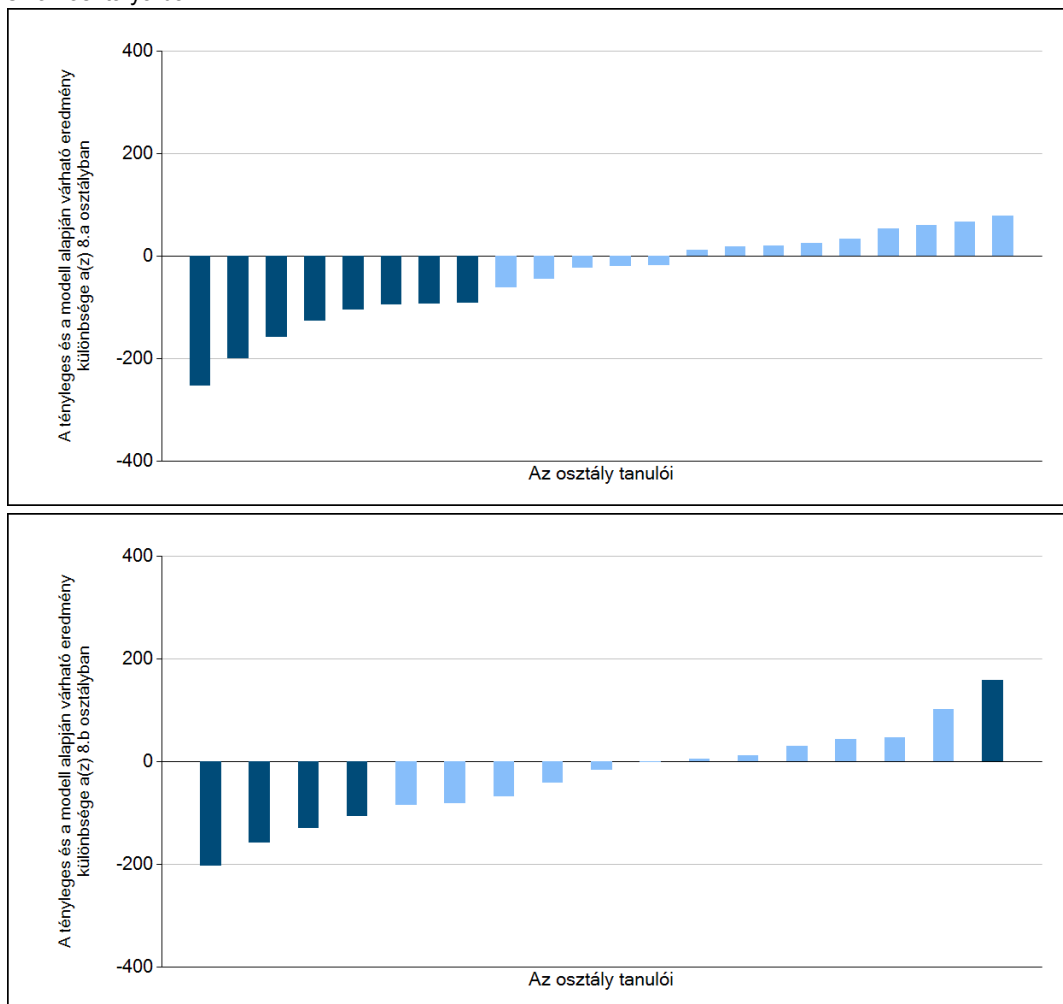 400
200
0
-200
-400
A tényleges és a modell alapján várható eredmény
különbsége a(z) 8.a osztályban
Az osztály tanulói
400
200
0
-200
-400
A tényleges és a modell alapján várható eredmény
különbsége a(z) 8.b osztályban
Az osztály tanulói